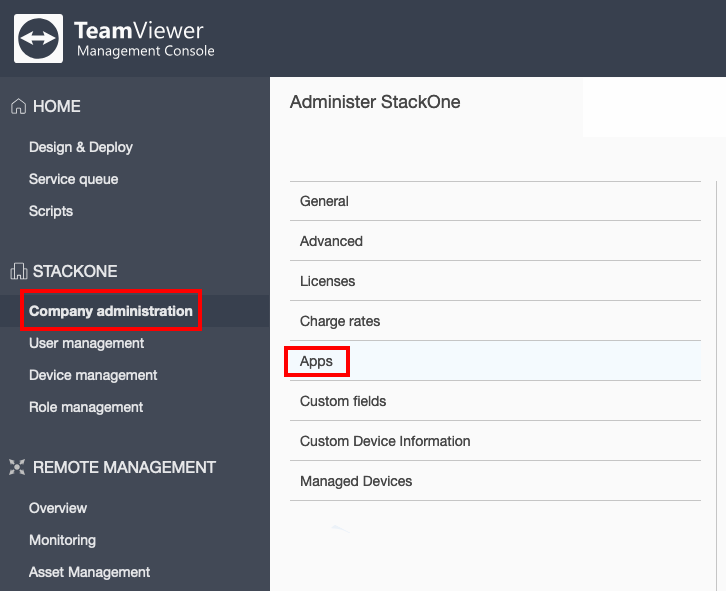 TeamViewer
Management Console
HOME
Design & Deploy
Service queue
Scripts
STACKONE
Company administration
User management
Device management
Role management
REMOTE MANAGEMENT
Overview
Monitoring
Asset Management
Administer StackOne
General
Advanced
Licenses
Charge rates
Apps
Custom fields
Custom Device Information
Managed Devices